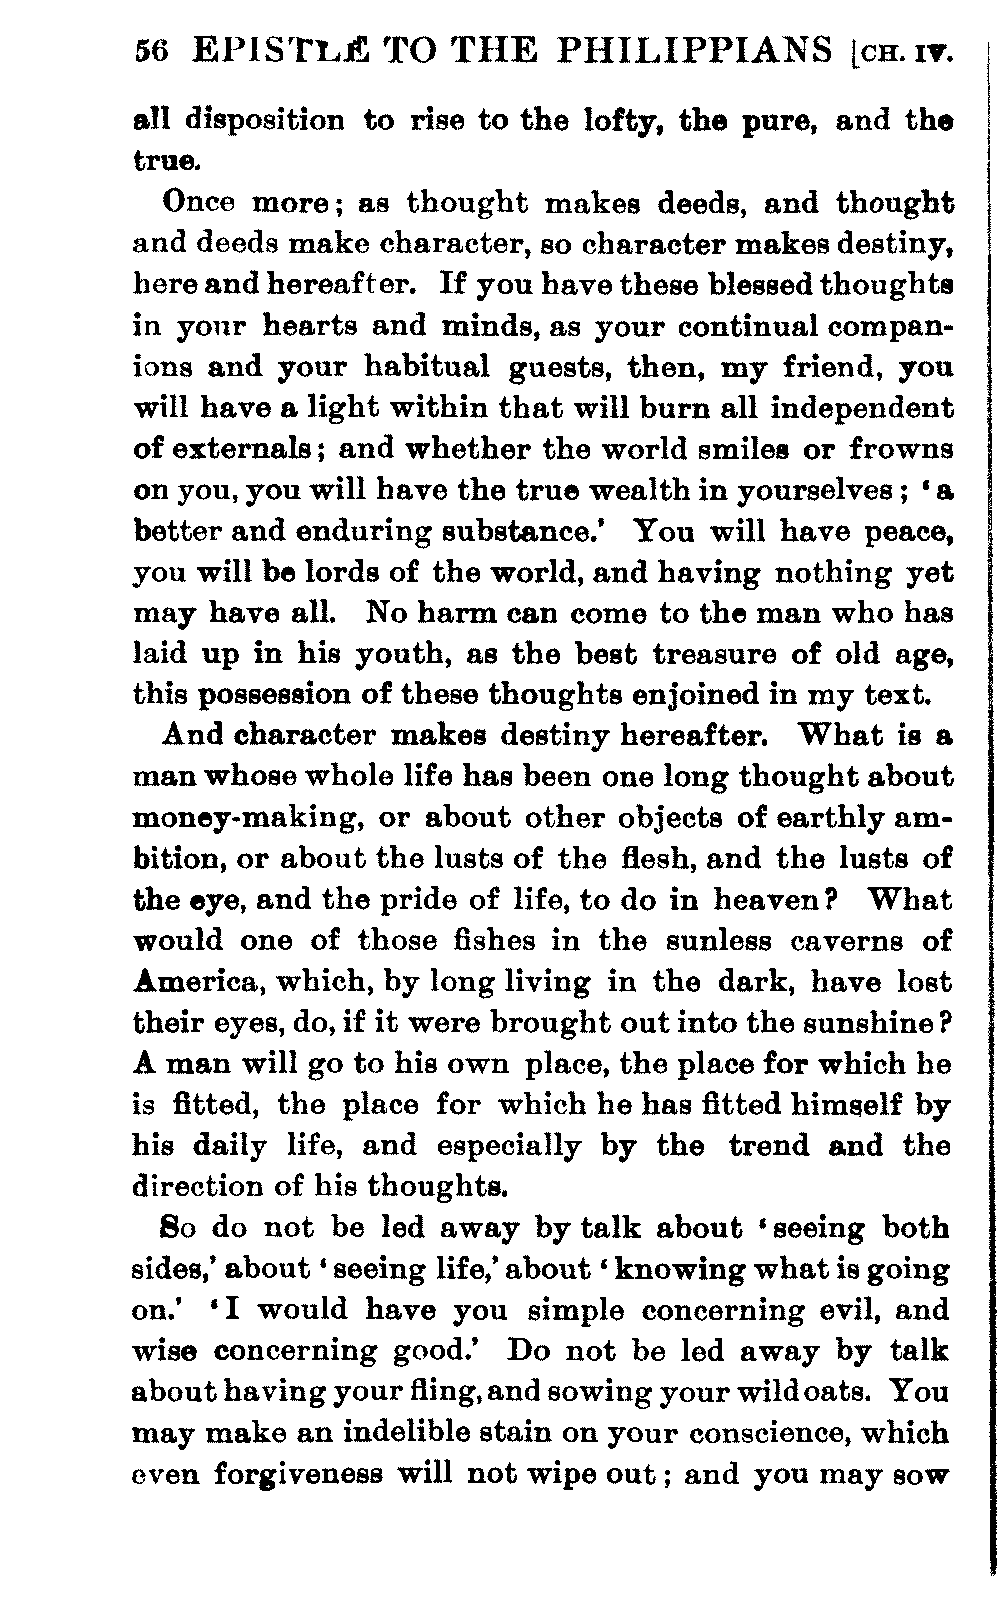 56 EPISTLE TO THE PHILIPPIANS [CH. IV.
all disposition to rise to the lofty, the pure, and the
true.
Once more; as thought makes deeds, and thought
and deeds make character, so character makes destiny,
here and hereafter. If you have these blessed thoughts
in your hearts and minds, as your continual compan-
ions and your habitual guests, then, my friend, you
will have a light within that will burn all independent
of externals; and whether the world smiles or frowns
on you, you will have the true wealth in yourselves; ‘a
better and enduring substance.’ You will have peace,
you will be lords of the world, and having nothing yet
may have all. No harm can come to the man who has
laid up in his youth, as the best treasure of old age,
this possession of these thoughts enjoined in my text.
And character makes destiny hereafter. What is a
man whose whole life has been one long thought about
money-making, or about other objects of earthly am-
bition, or about the lusts of the flesh, and the lusts of
the eye, and the pride of life, to do in heaven? What
would one of those fishes in the sunless caverns of
America, which, by long living in the dark, have lost
their eyes, do, if it were brought out into the sunshine?
A man will go to his own place, the place for which he
is fitted, the place for which he has fitted himself by
his daily life, and especially by the trend and the
direction of his thoughts.
So do not be led away by talk about ‘seeing both
sides,’ about ‘seeing life,’ about ‘knowing what is going
on.’ ‘I would have you simple concerning evil, and
wise concerning good.’ Do not be led away by talk
about having your fling, and sowing your wild oats. You
may make an indelible stain on your conscience, which
even forgiveness will not wipe out; and you may sow